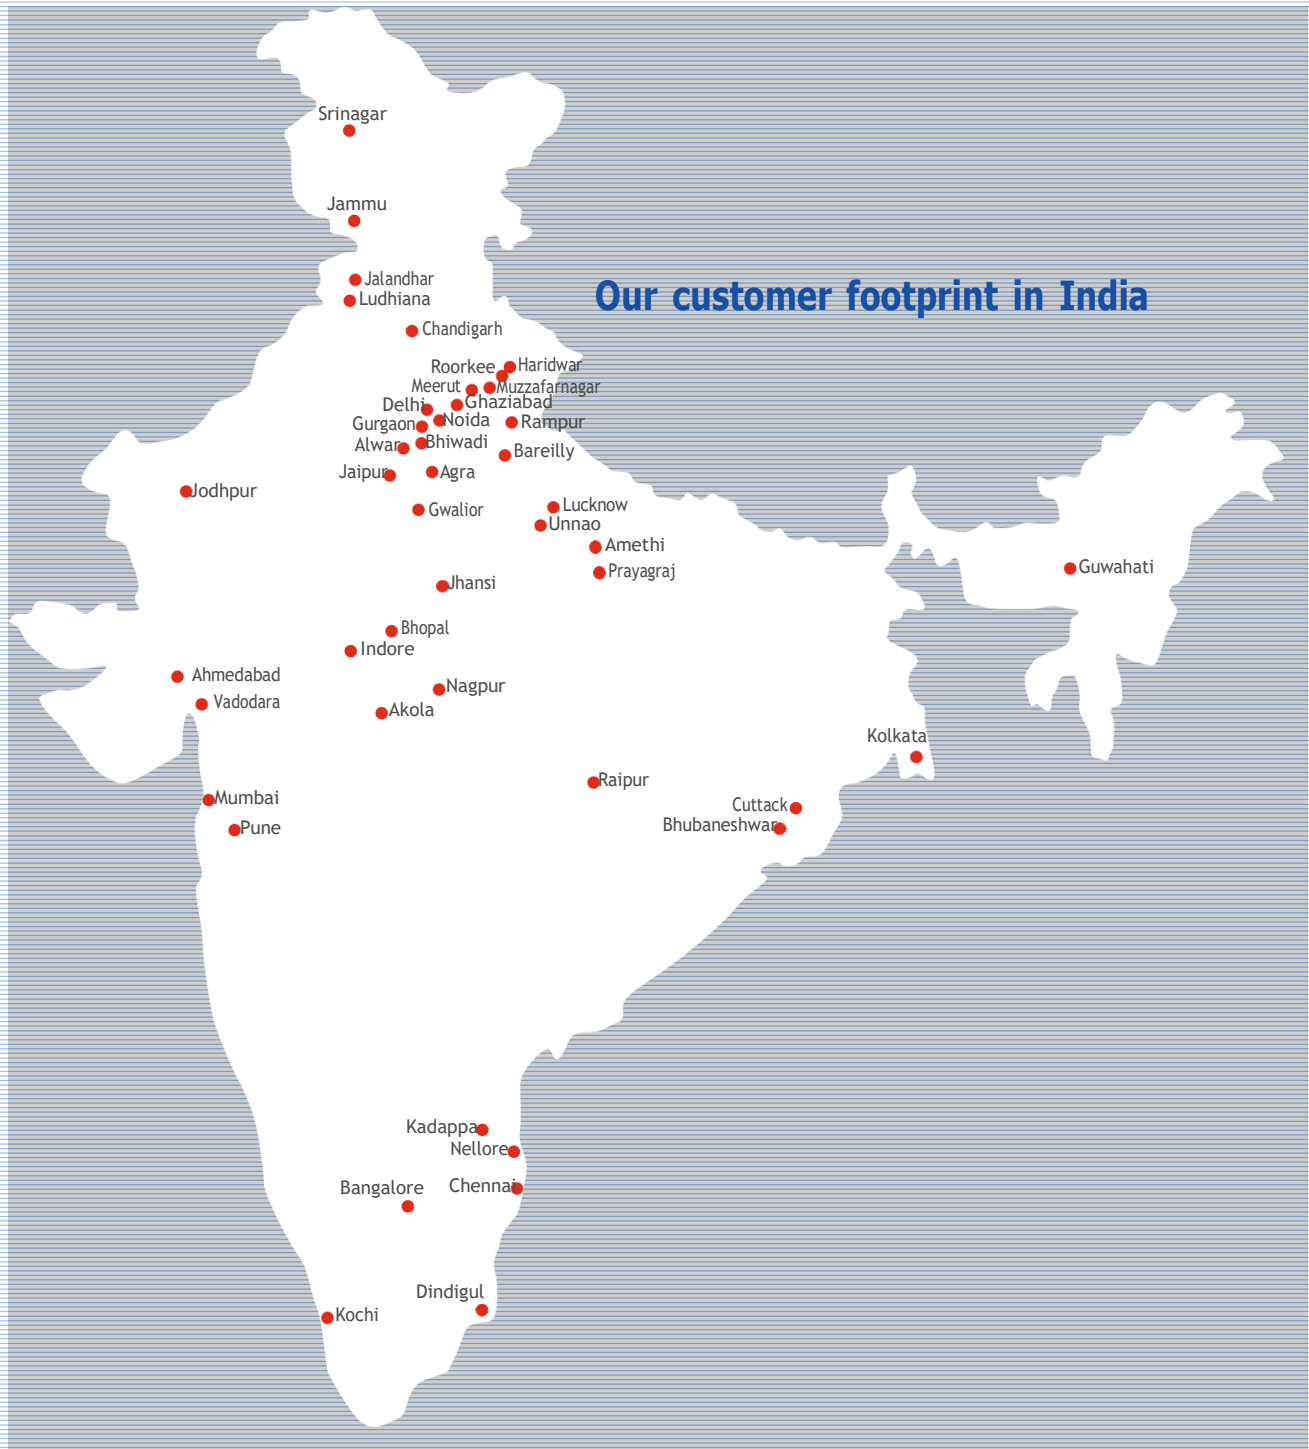 Srinagar
Jammu
Jalandhar
Our customer footprint in India
Ludhiana
Chandigarh
Roorkee
Haridwar
Meerut
Muzzafarnagar
Delhi
Ghaziabad
Gurgaon
Noida
Rampur
Alwar
Bhiwadi
Bareilly
Jaipur
Agra
Jodhpur
Gwalior
Lucknow
Unnao
Amethi
Guwahati
Prayagraj
Jhansi
Bhopal
Indore
Ahmedabad
Nagpur
Vadodara
Akola
Kolkata
Raipur
Mumbai
Cuttack
Pune
Bhubaneshwar
Kadappa
Nellore
Bangalore
Chennai
Dindigul
Kochi